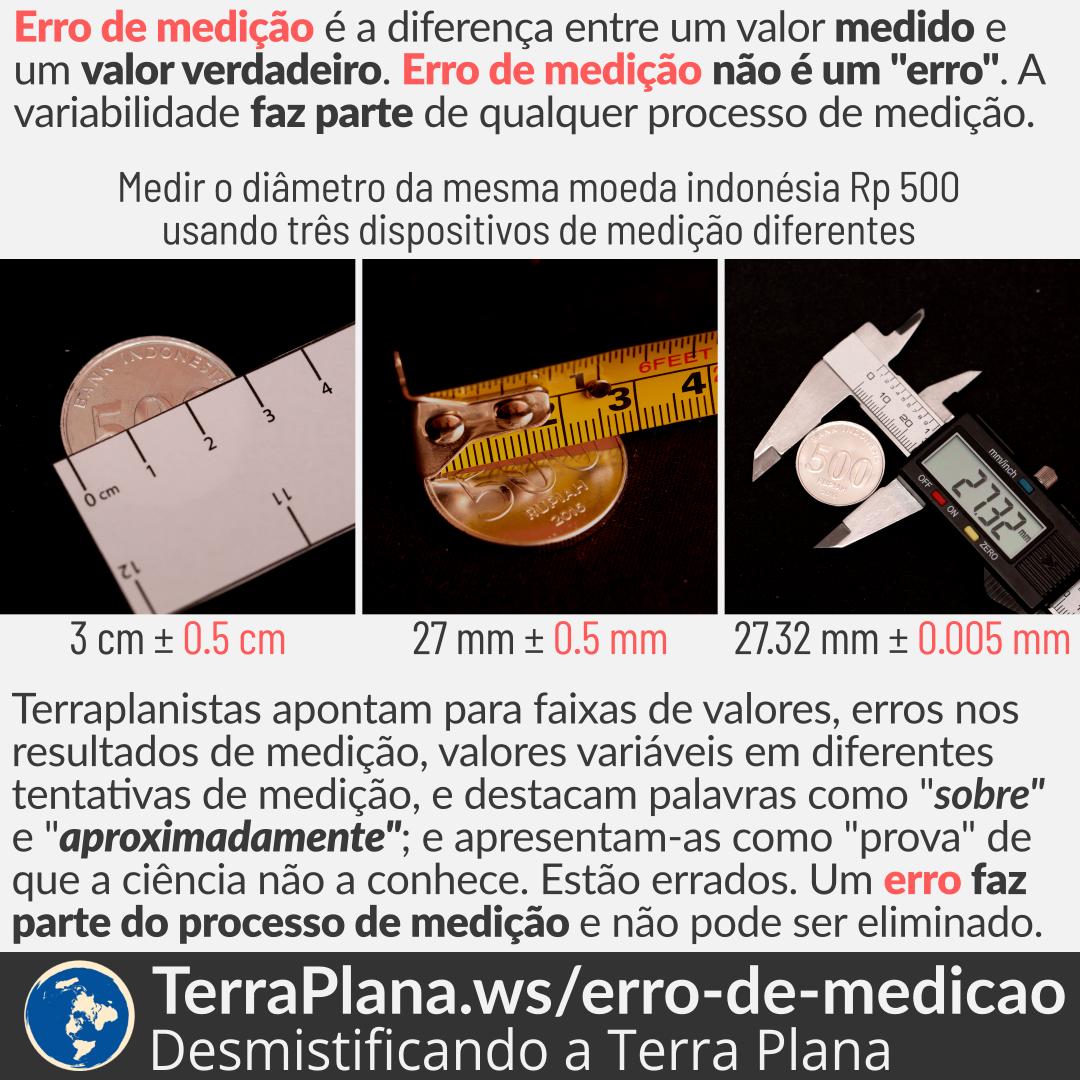 Erro de medição é a diferença entre um valor medido e
um valor verdadeiro. Erro de medição não é um "erro". A
variabilidade faz parte de qualquer processo de medição.
Medir o diâmetro da mesma moeda indonésia Rp 500
usando três dispositivos de medição diferentes
BANK INDONESIA
500
0 cm
1
2
3
4
11
12
6FEET
1
2
3
4
500
RUPIAH
2016
0
10
20
BANK INDONESIA
500
RUPIAH
mm/inch
OFF
ON
ZERO
27.32 mm
3 cm ± 0.5 cm
27 mm ± 0.5 mm
27.32 mm ± 0.005 mm
Terraplanistas apontam para faixas de valores, erros nos
resultados de medição, valores variáveis em diferentes
tentativas de medição, e destacam palavras como "sobre"
e "aproximadamente"; e apresentam-as como "prova" de
que a ciência não a conhece. Estão errados. Um erro faz
parte do processo de medição e não pode ser eliminado.
TerraPlana.ws/erro-de-medicao
Desmistificando a Terra Plana